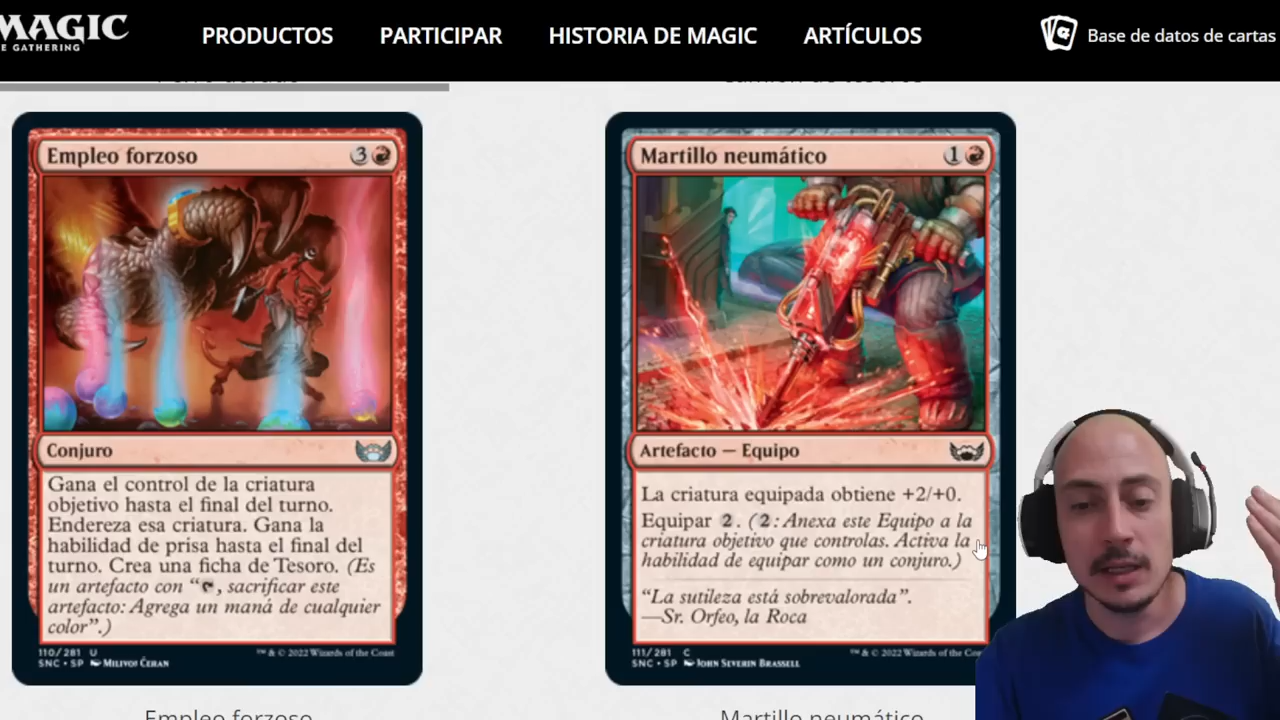 MAGIC
E GATHERING
PRODUCTOS
PARTICIPAR
HISTORIA DE MAGIC
ARTÍCULOS
Base de datos de cartas
Empleo forzoso
3
Conjuro
Gana el control de la criatura
objetivo hasta el final del turno.
Endereza esa criatura. Gana la
habilidad de prisa hasta el final del
turno. Crea una ficha de Tesoro. (Es
un artefacto con “, sacrificar este
artefacto: Agrega un maná de cualquier
color”.)
110/281 U
SNC • SP MILIVOJ ĆERAN
™ & © 2022 Wizards of the Coast
Empleo forzoso
Martillo neumático
1
Artefacto — Equipo
La criatura equipada obtiene +2/+0.
Equipar 2. (2: Anexa este Equipo a la
criatura objetivo que controlas. Activa la
habilidad de equipar como un conjuro.)
“La sutileza está sobrevalorada”.
—Sr. Orfeo, la Roca
111/281 C
SNC • SP JOHN SEVERIN BRASSELL
™ & © 2022 Wizards of the Co
Martillo neumático